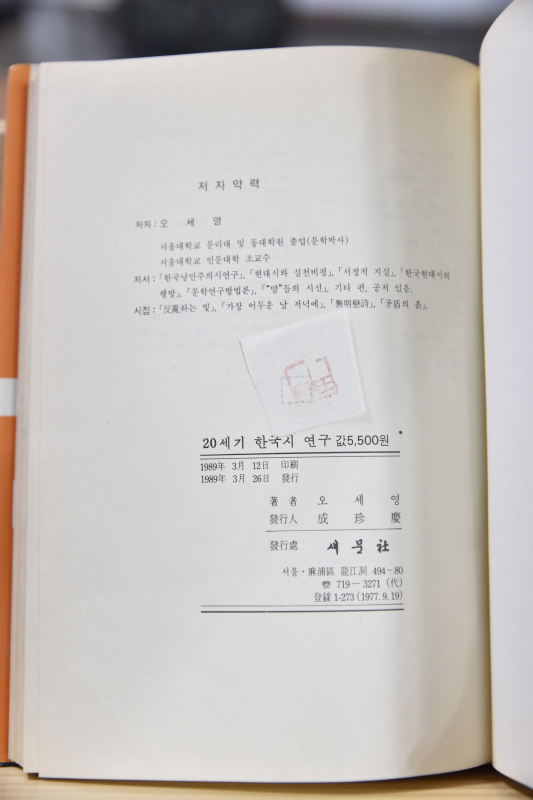 저자약력
저자 : 오 세 영
서울대학교 문리대 및 동대학원 졸업(문학박사)
서울대학교 인문대학 조교수
저서 : 「한국낭만주의시연구」, 「현대시와 실천비평」, 「서정적 진실」, 「한국현대시의
행방」, 「문학연구방법론」, 「"말"들의 시선」, 기타 편. 공저 있음.
시집 : 「反亂하는 빛」, 「가장 어두운 날 저녁에」, 「無明戀詩」, 「矛盾의 흙」
20세기 한국시 연구 값5,500원
1989年 3月 12日 印刷
1989年 3月 26日 發行
著者 오 세 영
發行人 成 珍 慶
發行處 새문社
서울 · 麻浦區 龍江洞 494-80
☎ 719-3271 (代)
登錄 1-273 (1977. 9. 19)